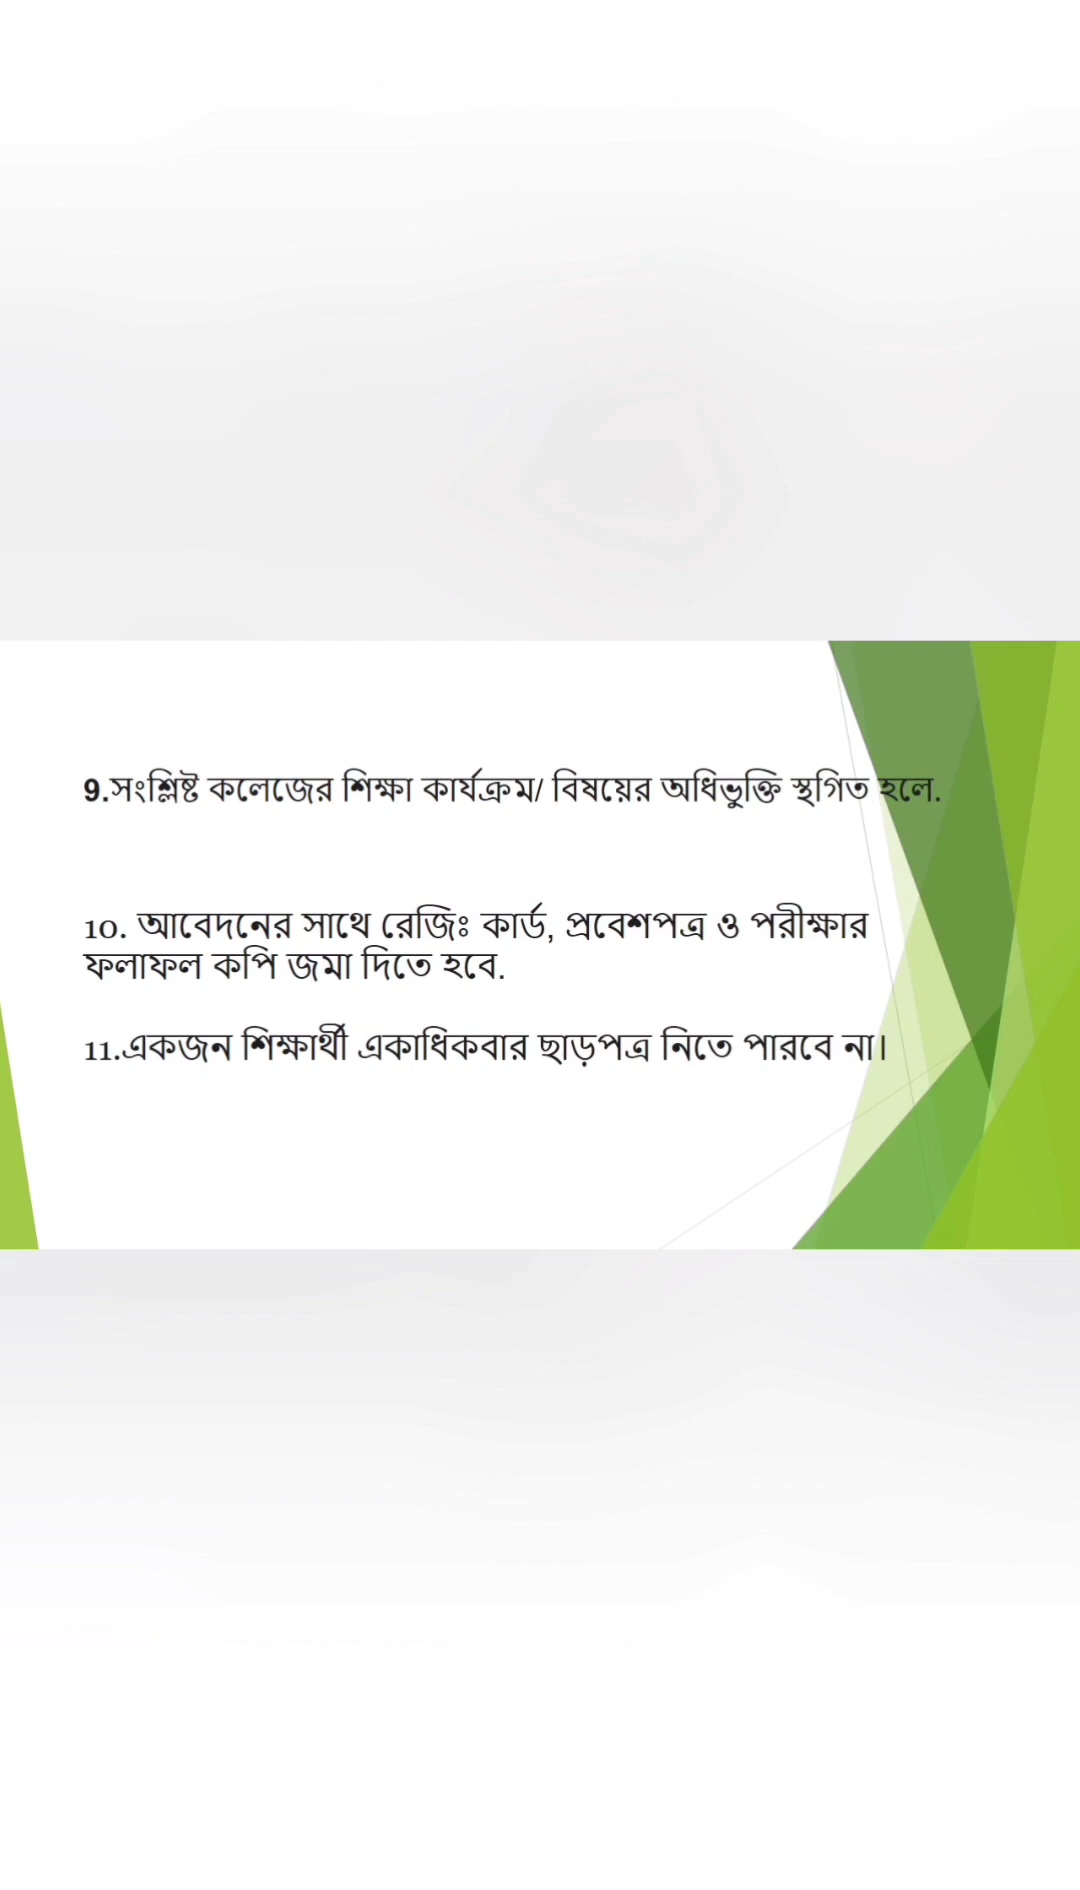 9.সংশ্লিষ্ট কলেজের শিক্ষা কার্যক্রম/ বিষয়ের অধিভুক্তি স্থগিত হলে.
10. আবেদনের সাথে রেজিঃ কার্ড, প্রবেশপত্র ও পরীক্ষার
ফলাফল কপি জমা দিতে হবে.
11.একজন শিক্ষার্থী একাধিকবার ছাড়পত্র নিতে পারবে না।